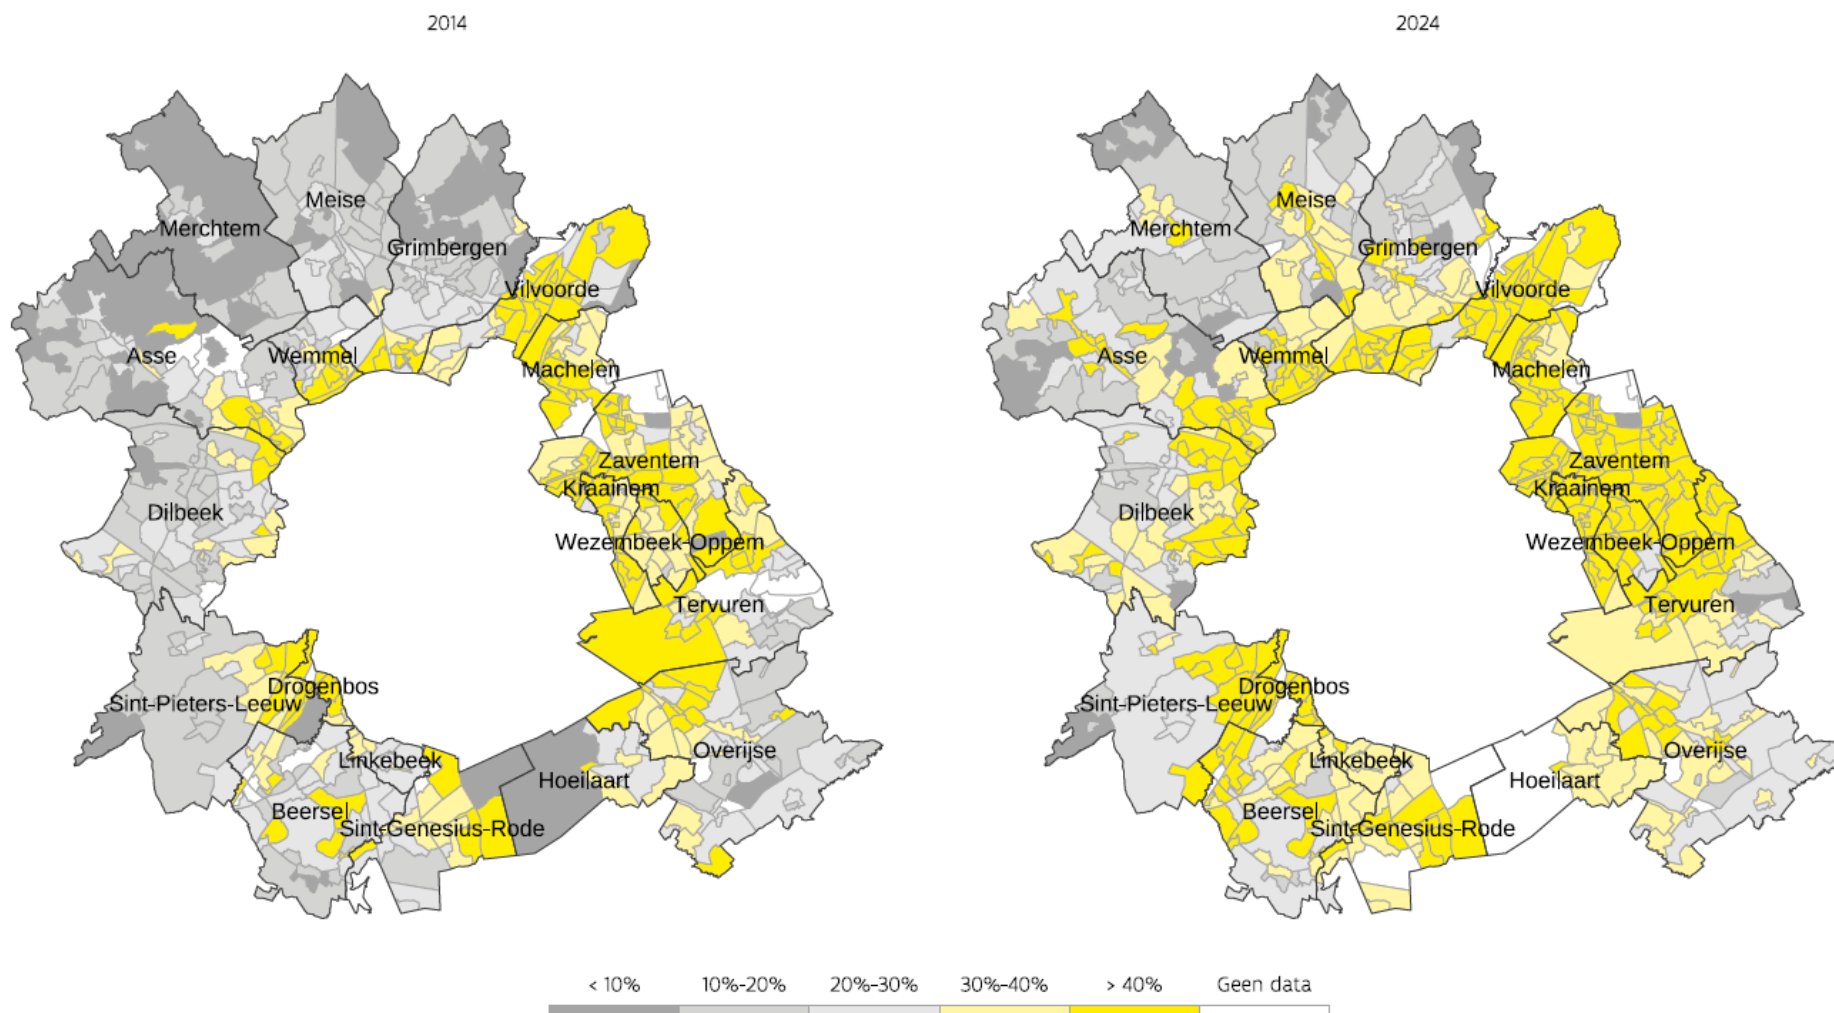 2014
Meise
Merchtem
Grimbergen
Vilvoorde
Asse
Wemmel
Machelen
Zaventem
Kraainem
Dilbeek
Wezembeek-Oppem
Tervuren
Drogenbos
Sint-Pieters-Leeuw
Overijse
Linkebeek
Hoeilaart
Beersel
Sint-Genesius-Rode
2024
Meise
Merchtem
Grimbergen
Vilvoorde
Asse
Wemmel
Machelen
Zaventem
Kraainem
Dilbeek
Wezembeek-Oppem
Tervuren
Drogenbos
Sint-Pieters-Leeuw
Overijse
Linkebeek
Hoeilaart
Beersel
Sint-Genesius-Rode
< 10% 10%-20% 20%-30% 30%-40% > 40% Geen data